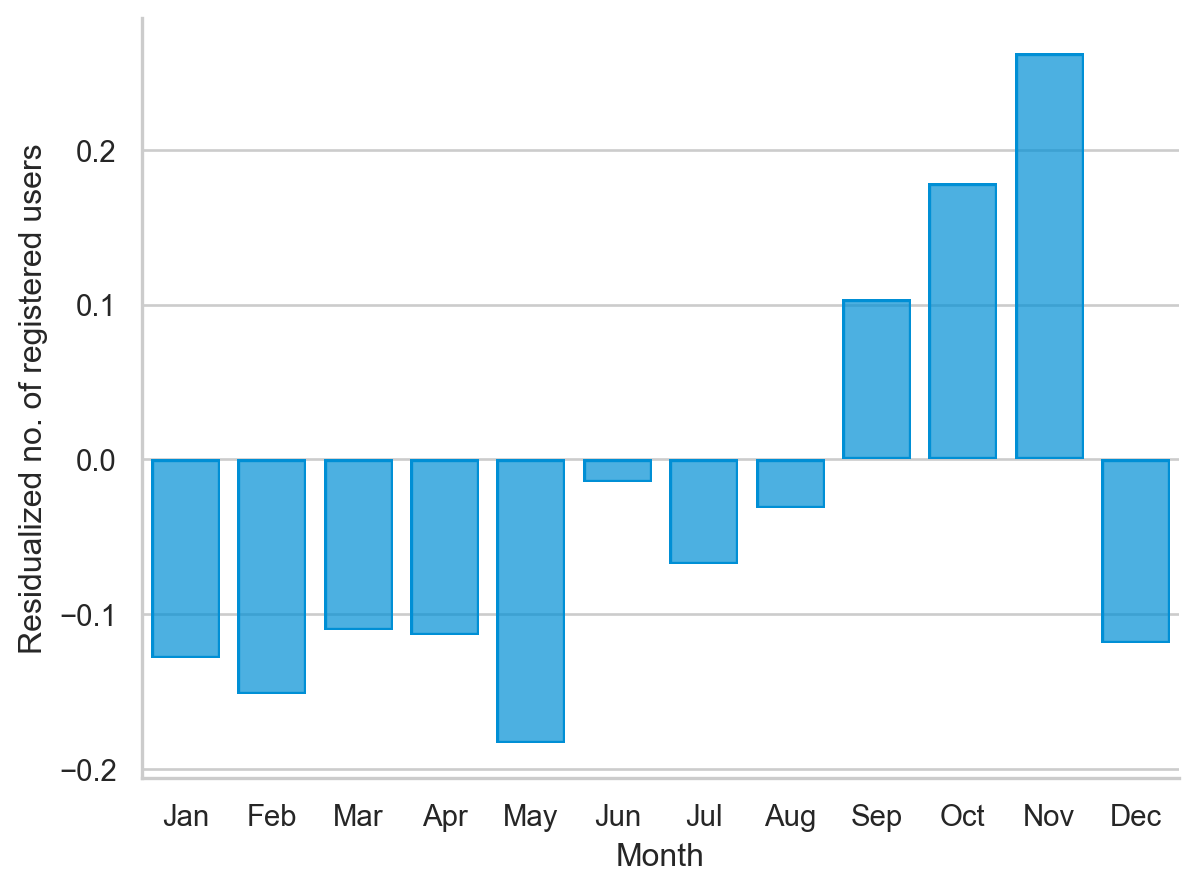 Residualized no. of registered users
0.2
0.1
0.0
−0.1
−0.2
Jan Feb Mar Apr May Jun Jul Aug Sep Oct Nov Dec
Month